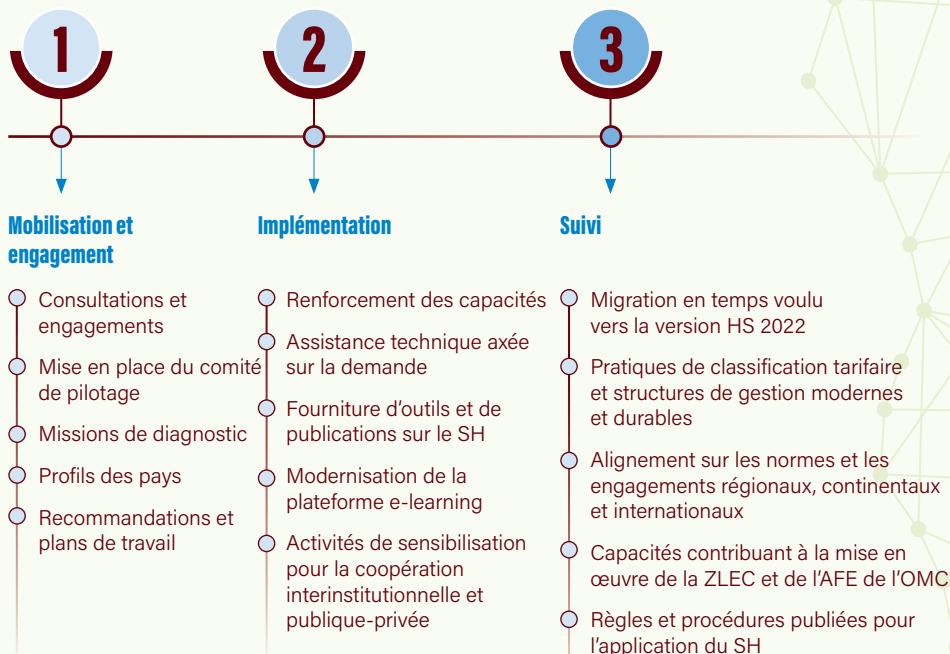 1
2
3
Mobilisation et
engagement
Consultations et
engagements
Mise en place du comité
de pilotage
Missions de diagnostic
Profils des pays
Recommandations et
plans de travail
Implémentation
Renforcement des capacités
Assistance technique axée
sur la demande
Fourniture d’outils et de
publications sur le SH
Modernisation de la
plateforme e-learning
Activités de sensibilisation
pour la coopération
interinstitutionnelle et
publique-privée
Suivi
Migration en temps voulu
vers la version HS 2022
Pratiques de classification tarifaire
et structures de gestion modernes
et durables
Alignement sur les normes et les
engagements régionaux, continentaux
et internationaux
Capacités contribuant à la mise en
œuvre de la ZLEC et de l’AFE de l’OMC
Règles et procédures publiées pour
l’application du SH